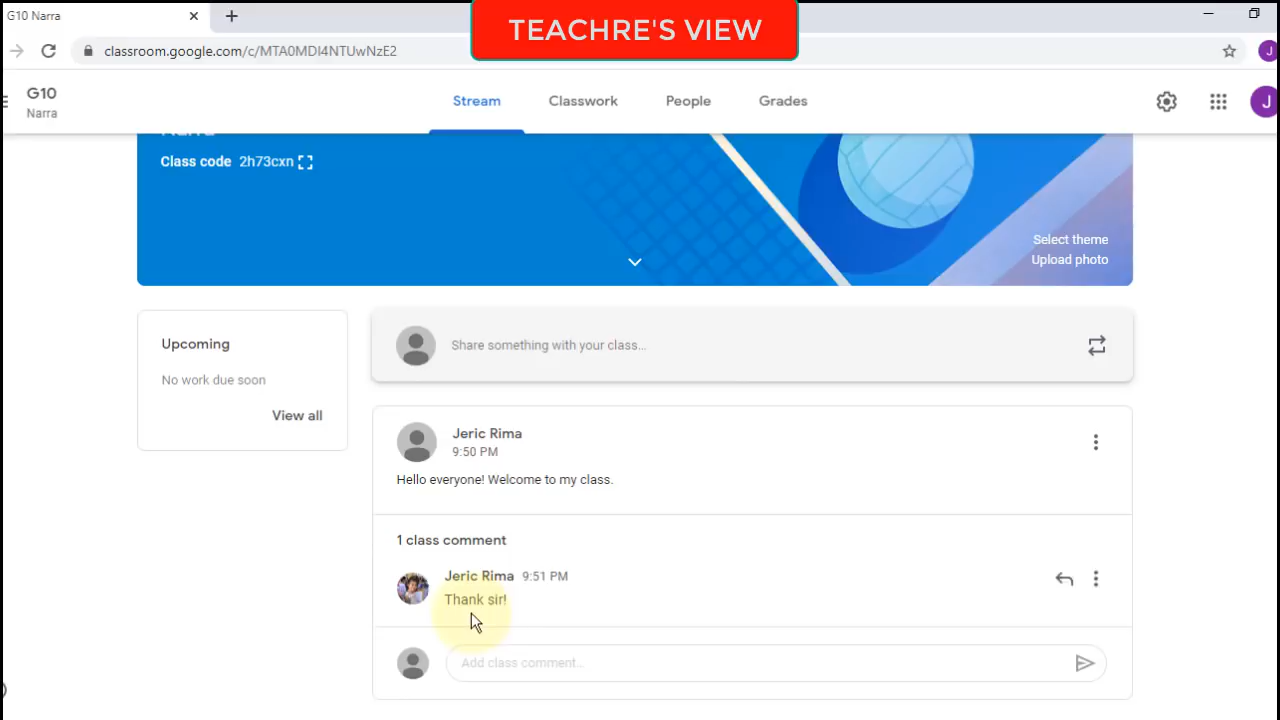 G10 Narra
TEACHRE'S VIEW
classroom.google.com/c/MTA0MDI4NTUwNzE2
J
G10
Narra
Stream
Classwork
People
Grades
J
Class code 2h73cxn
Select theme
Upload photo
Upcoming
No work due soon
View all
Share something with your class...
Jeric Rima
9:50 PM
Hello everyone! Welcome to my class.
1 class comment
Jeric Rima 9:51 PM
Thank sir!
Add class comment...